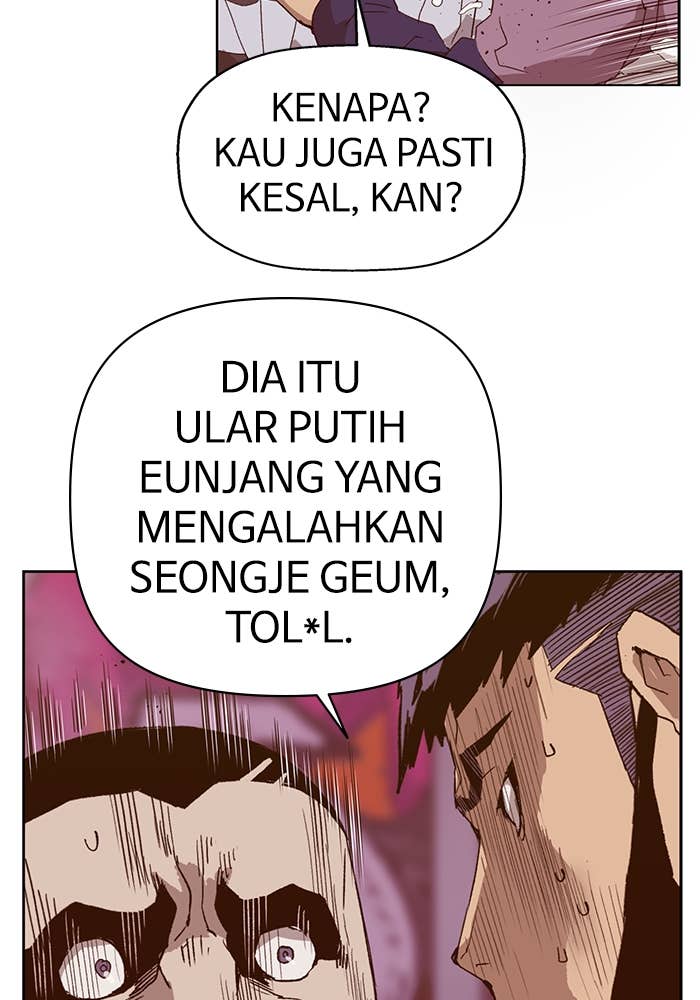 KENAPA?
KAU JUGA PASTI
KESAL, KAN?
DIA ITU
ULAR PUTIH
EUNJANG YANG
MENGALAHKAN
SEONGJE GEUM,
TOL*L.